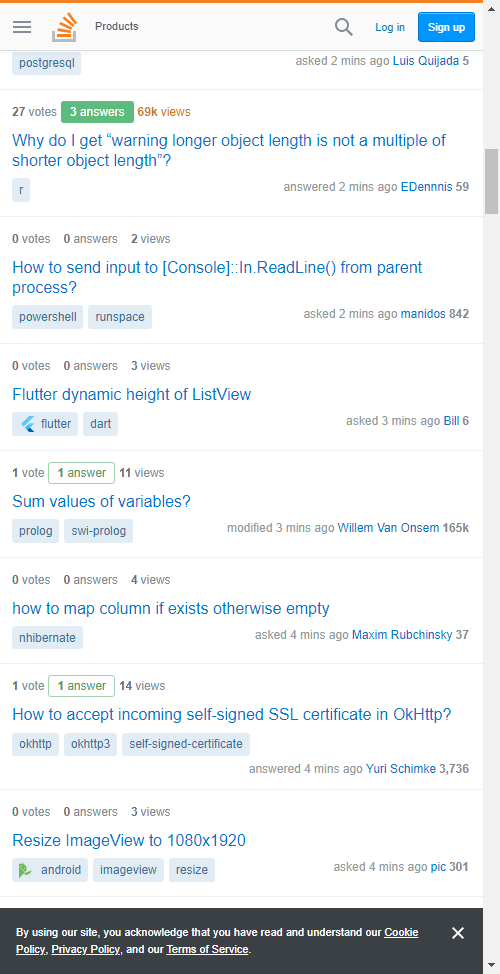 Products
Log in
Sign up
postgresql
asked 2 mins ago Luis Quijada 5
27 votes 3 answers 69k views
Why do I get “warning longer object length is not a multiple of
shorter object length”?
r
answered 2 mins ago EDennnis 59
0 votes 0 answers 2 views
How to send input to [Console]::In.ReadLine() from parent
process?
powershell runspace
asked 2 mins ago manidos 842
0 votes 0 answers 3 views
Flutter dynamic height of ListView
flutter dart
asked 3 mins ago Bill 6
1 vote 1 answer 11 views
Sum values of variables?
prolog swi-prolog
modified 3 mins ago Willem Van Onsem 165k
0 votes 0 answers 4 views
how to map column if exists otherwise empty
nhibernate
asked 4 mins ago Maxim Rubchinsky 37
1 vote 1 answer 14 views
How to accept incoming self-signed SSL certificate in OkHttp?
okhttp okhttp3 self-signed-certificate
answered 4 mins ago Yuri Schimke 3,736
0 votes 0 answers 3 views
Resize ImageView to 1080x1920
android imageview resize
asked 4 mins ago pic 301
By using our site, you acknowledge that you have read and understand our Cookie
Policy, Privacy Policy, and our Terms of Service.